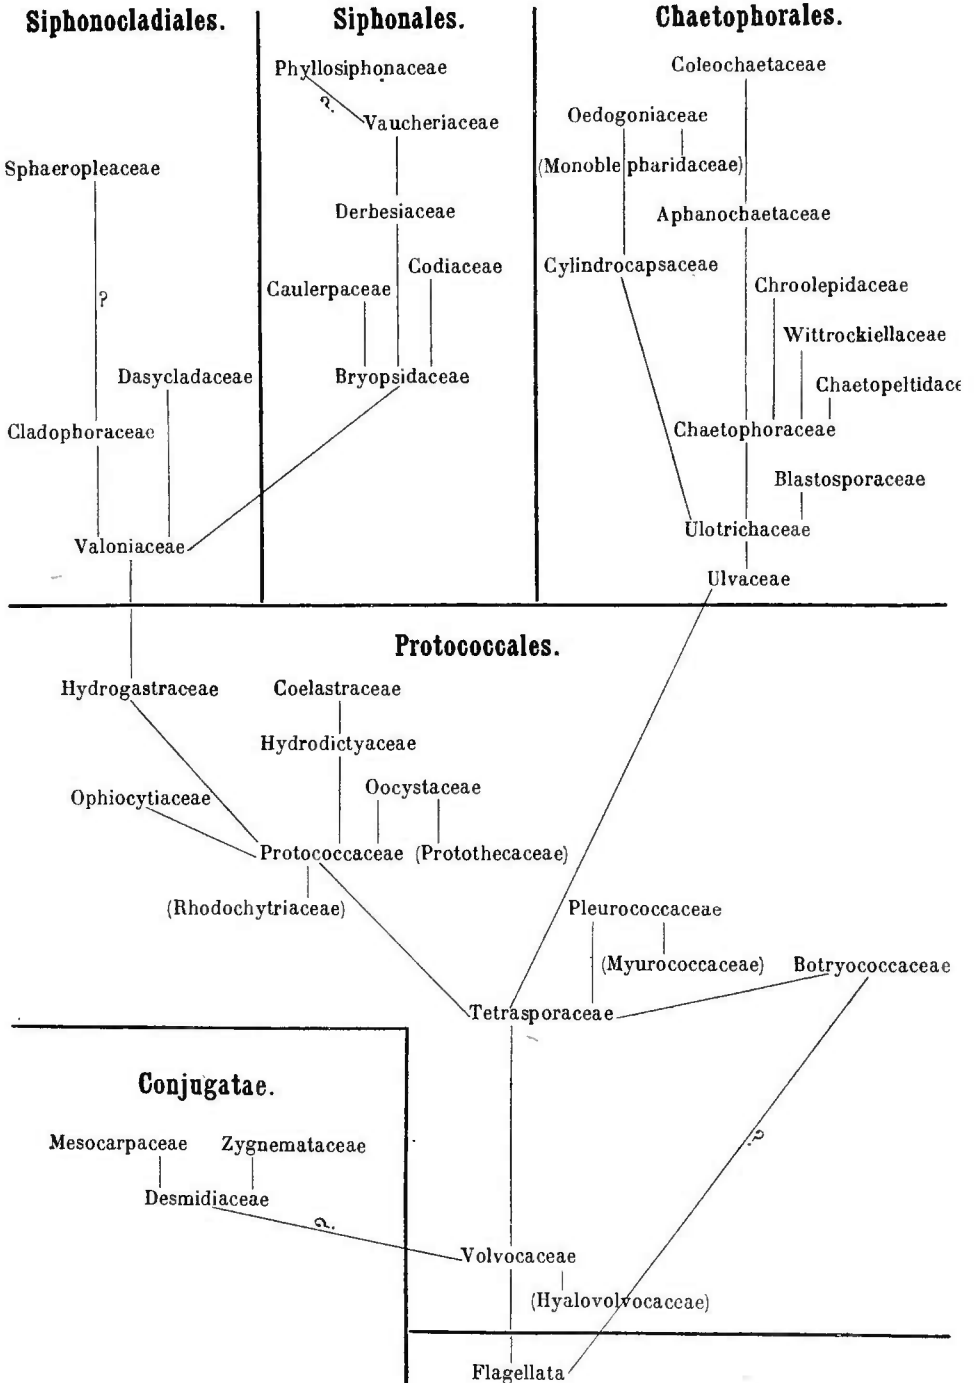 Siphonocladiales.
Siphonales.
Chaetophorales.
Phyllosiphonaceae
?.
Vaucheriaceae
Sphaeropleaceae
Derbesiaceae
Codiaceae
Caulerpaceae
?
Dasycladaceae
Bryopsidaceae
Cladophoraceae
Valoniaceae
Coleochaetaceae
Oedogoniaceae
(Monoblepharidaceae)
Aphanochaetaceae
Cylindrocapsaceae
Chroolepidaceae
Wittrockiellaceae
Chaetopeltidace
Chaetophoraceae
Blastosporaceae
Ulotrichaceae
Ulvaceae
Protococcales.
Hydrogastraceae
Coelastraceae
Hydrodictyaceae
Ophiocytiaceae
Oocystaceae
Protococcaceae (Protothecaceae)
(Rhodochytriaceae)
Pleurococcaceae
(Myurococcaceae)
Botryococcaceae
Tetrasporaceae
Conjugatae.
Mesocarpaceae
Zygnemataceae
?.
Desmidiaceae
?.
Volvocaceae
(Hyalovolvocaceae)
Flagellata